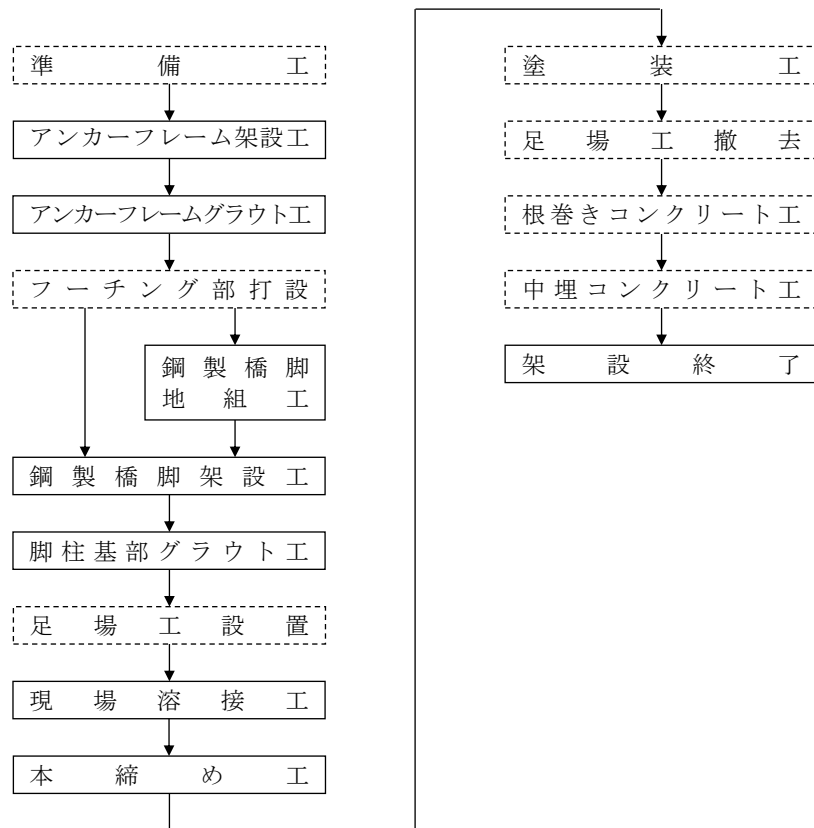 準備工
アンカーフレーム架設工
アンカーフレームグラウト工
フーチング部打設
鋼製橋脚
地組工
鋼製橋脚架設工
脚柱基部グラウト工
足場工設置
現場溶接工
本締め工
塗装工
足場工撤去
根巻きコンクリート工
中埋コンクリート工
架設終了